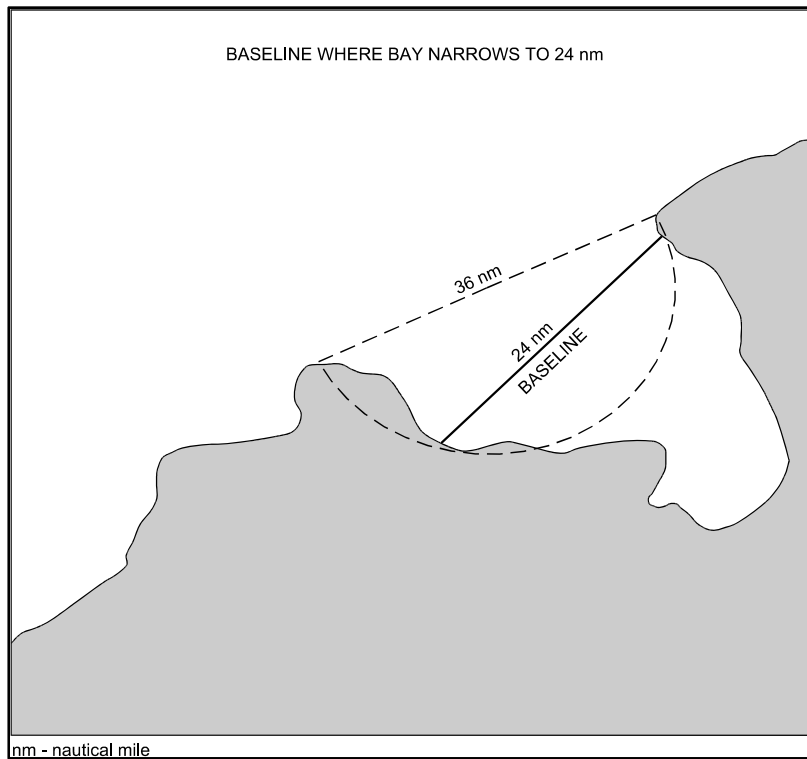 BASELINE WHERE BAY NARROWS TO 24 nm
36 nm
24 nm
BASELINE
nm - nautical mile